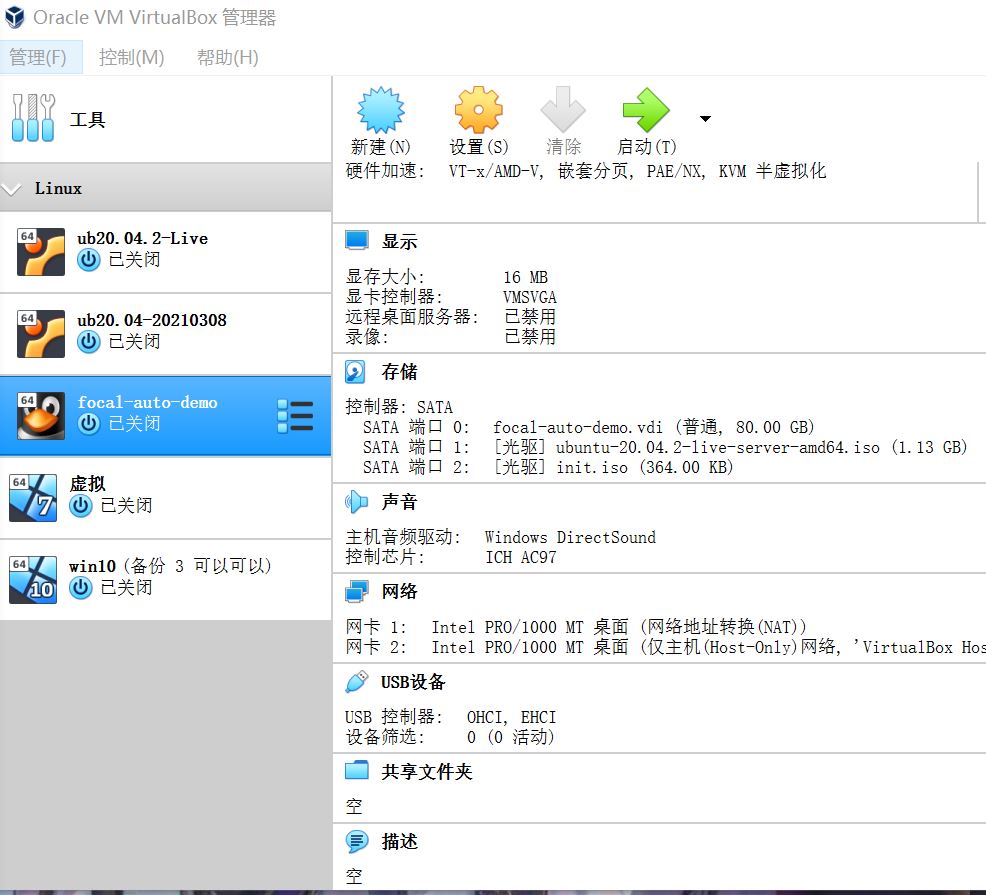 Oracle VM VirtualBox 管理器
管理(F) 控制(M) 帮助(H)
工具
Linux
64
ub20.04.2-Live
已关闭
64
ub20.04-20210308
已关闭
64
focal-auto-demo
已关闭
64
7
虚拟
已关闭
64
10
win10 (备份 3 可以可以)
已关闭
新建(N) 设置(S) 清除 启动(T)
硬件加速: VT-x/AMD-V, 嵌套分页, PAE/NX, KVM 半虚拟化
显示
显存大小: 16 MB
显卡控制器: VMSVGA
远程桌面服务器: 已禁用
录像: 已禁用
存储
控制器: SATA
SATA 端口 0: focal-auto-demo.vdi (普通, 80.00 GB)
SATA 端口 1: [光驱] ubuntu-20.04.2-live-server-amd64.iso (1.13 GB)
SATA 端口 2: [光驱] init.iso (364.00 KB)
声音
主机音频驱动: Windows DirectSound
控制芯片: ICH AC97
网络
网卡 1: Intel PRO/1000 MT 桌面 (网络地址转换(NAT))
网卡 2: Intel PRO/1000 MT 桌面 (仅主机(Host-Only)网络, 'VirtualBox Hos
USB设备
USB 控制器: OHCI, EHCI
设备筛选: 0 (0 活动)
共享文件夹
空
描述
空